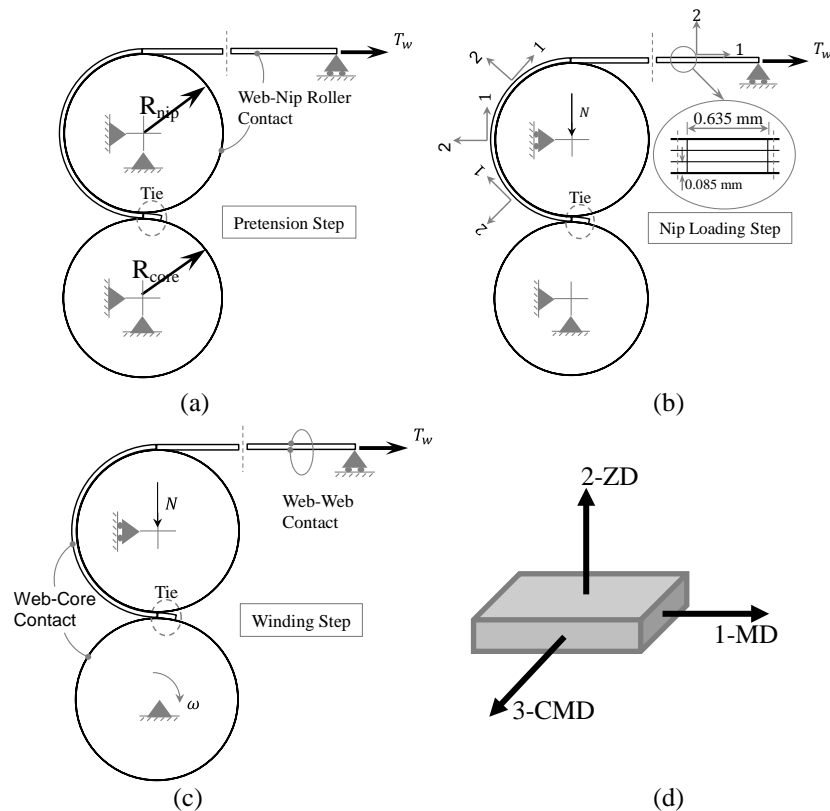 T_w
R_nip
Web-Nip Roller
Contact
Tie
Pretension Step
R_core
(a)
2
1
T_w
2
1
1
2
N
0.635 mm
0.085 mm
1
2
Tie
Nip Loading Step
(b)
T_w
N
Web-Web
Contact
Tie
Web-Core
Contact
Winding Step
ω
(c)
2-ZD
1-MD
3-CMD
(d)